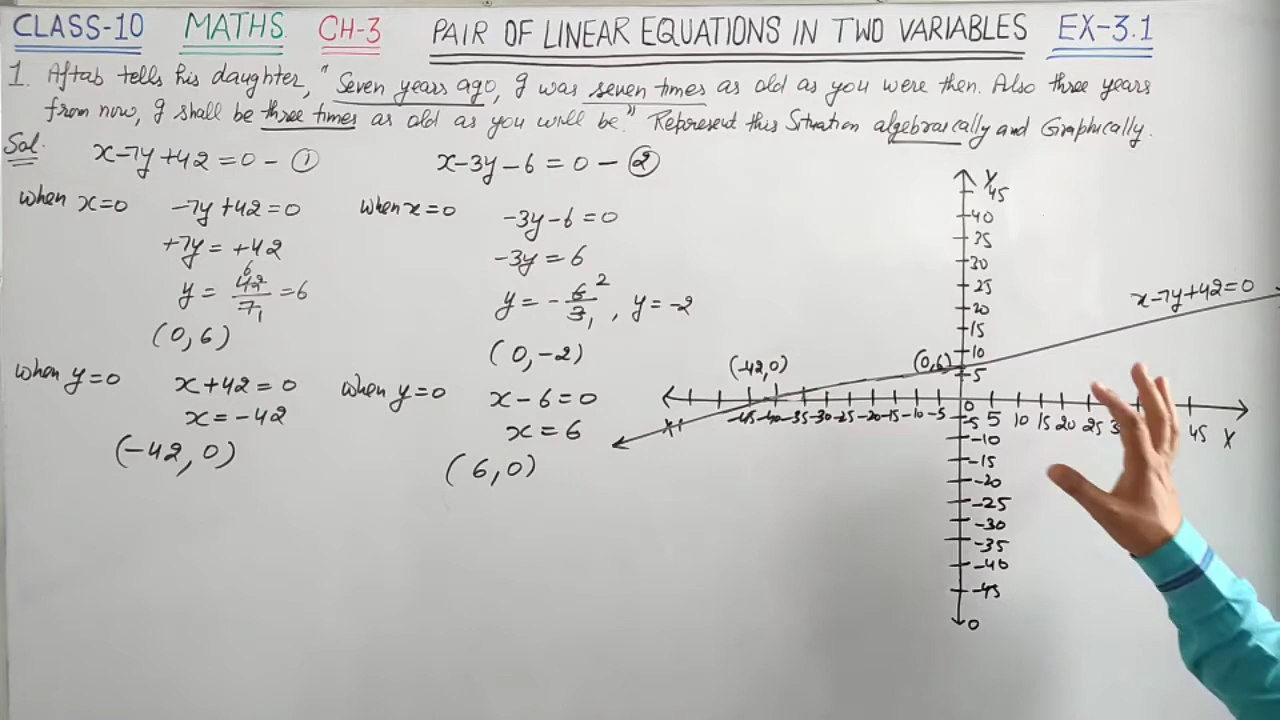 CLASS-10 MATHS CH-3 PAIR OF LINEAR EQUATIONS IN TWO VARIABLES EX-3.1
1. Aftab tells his daughter, "Seven years ago, I was seven times as old as you were then. Also three years
from now, I shall be three times as old as you will be." Represent this Situation algebraically and Graphically.
Sol.
x-7y+42=0 - ①
when x=0 -7y+42=0
+7y = +42
y = 42/7 = 6
6
1
(0,6)
when y=0 x+42=0
x=-42
(-42,0)
x-3y-6=0 - ②
when x=0 -3y-6=0
-3y=6
y = -6/3, y=-2
2
1
(0,-2)
when y=0 x-6=0
x=6
(6,0)
Y
45
40
35
30
25
20
15
10
5
x-7y+42=0
(-42,0)
(0,6)
X'
-45 -40 -35 -30 -25 -20 -15 -10 -5 0 5 10 15 20 25 45 X
-5
-10
-15
-20
-25
-30
-35
-40
-45
0